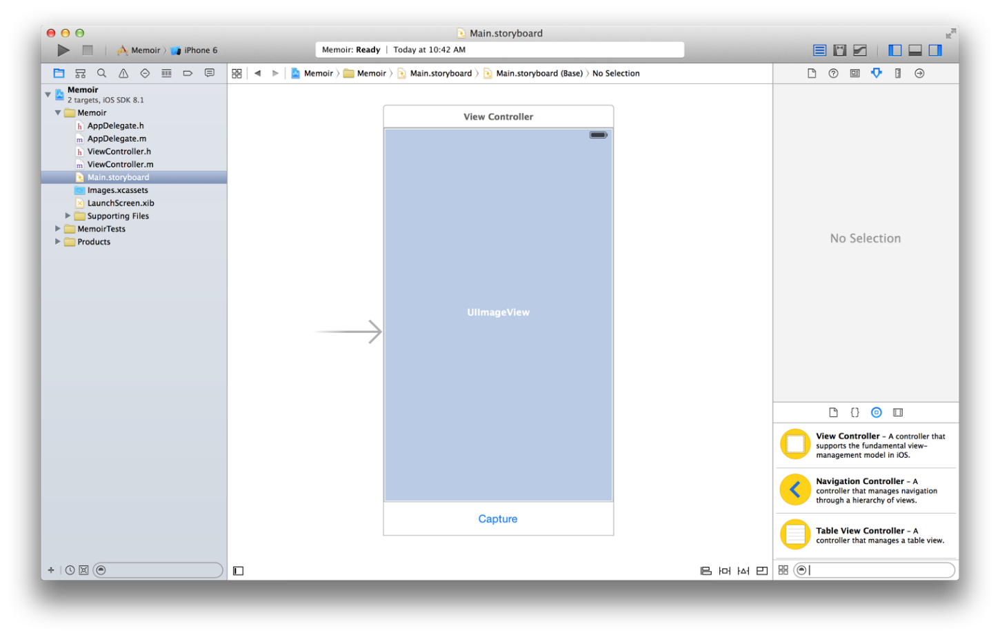 Main.storyboard
Memoir 〉 iPhone 6
Memoir: Ready | Today at 10:42 AM
Memoir 〉 Memoir 〉 Main.storyboard 〉 Main.storyboard (Base) 〉 No Selection
Memoir
2 targets, iOS SDK 8.1
Memoir
h AppDelegate.h
m AppDelegate.m
h ViewController.h
m ViewController.m
Main.storyboard
Images.xcassets
LaunchScreen.xib
Supporting Files
MemoirTests
Products
View Controller
UIImageView
Capture
No Selection
View Controller – A controller that
supports the fundamental view-
management model in iOS.
Navigation Controller – A
controller that manages navigation
through a hierarchy of views.
Table View Controller – A
controller that manages a table view.